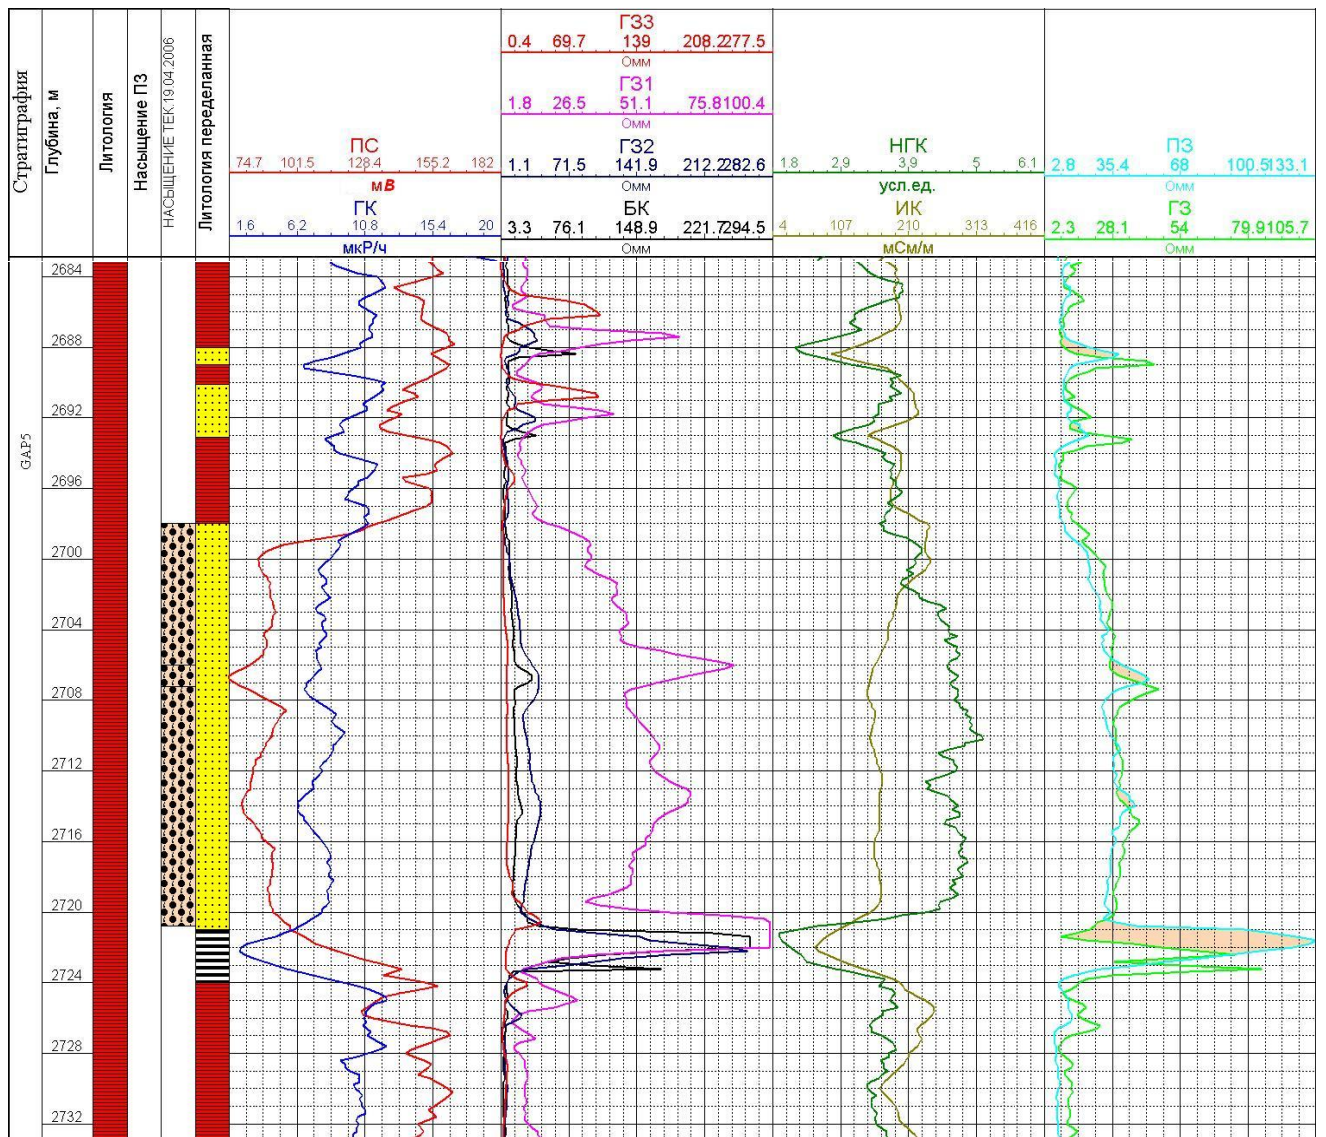 Стратиграфия
Глубина, м
Литология
Насыщение ПЗ
НАСЫЩЕНИЕ ТЕК.19.04.2006
Литология переделанная
ПС
74.7 101.5 128.4 155.2 182
мВ
ГК
1.6 6.2 10.8 15.4 20
мкР/ч
ГЗ3
0.4 69.7 139 208.2 277.5
Омм
ГЗ1
1.8 26.5 51.1 75.8 100.4
Омм
ГЗ2
1.1 71.5 141.9 212.2 282.6
Омм
БК
3.3 76.1 148.9 221.7 294.5
Омм
НГК
1.8 2.9 3.9 5 6.1
усл.ед.
ИК
4 107 210 313 416
мСм/м
ПЗ
2.8 35.4 68 100.5 133.1
Омм
ГЗ
2.3 28.1 54 79.9 105.7
Омм
GAP5
2684
2688
2692
2696
2700
2704
2708
2712
2716
2720
2724
2728
2732